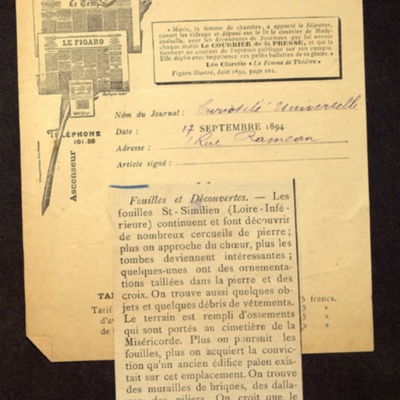 LE FIGARO
TÉLÉPHONE
101.50
Ascenseur
« Marie, la femme de chambre, a apporté le déjeuner,
ouvert les rideaux et déposé sur le lit le courrier de Made-
moiselle, avec les découpures de Journaux que lui envoie
chaque matin Le COURRIER de la PRESSE, et qui la
tiennent au courant de l'opinion publique sur son compte.
Elle dépouille avec impatience ces petits bulletins de sa gloire. »
Léo Claretie — La Femme de Théâtre »
Figaro illustré, Juin 1894, page 101.
Nom du Journal : Curiosité Universelle
Date : 17 SEPTEMBRE 1894
Adresse : 1 Rue Rameau
Article signé :
Fouilles et Découvertes. — Les
fouilles St-Similien (Loire-Infé-
rieure) continuent et font découvrir
de nombreux cercueils de pierre ;
plus on approche du chœur, plus les
tombes deviennent intéressantes ;
quelques-unes ont des ornementa-
tions taillées dans la pierre et des
croix. On trouve aussi quelques ob-
jets et quelques débris de vêtements.
Le terrain est rempli d'ossements
qui sont portés au cimetière de la
Miséricorde. Plus on poursuit les
fouilles, plus on acquiert la convic-
tion qu'un ancien édifice païen exis-
tait sur cet emplacement. On trouve
des murailles de briques, des dalla-
des piliers. On croit que le
TA
Tari
francs.